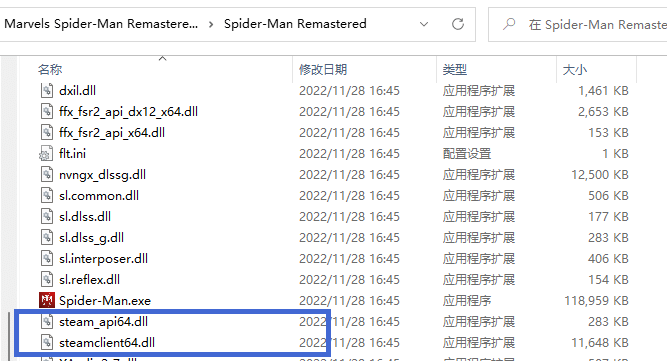 Marvels Spider-Man Remastere... Spider-Man Remastered 在 Spider-Man Remaste
名称 修改日期 类型 大小
dxil.dll 2022/11/28 16:45 应用程序扩展 1,461 KB
ffx_fsr2_api_dx12_x64.dll 2022/11/28 16:45 应用程序扩展 2,653 KB
ffx_fsr2_api_x64.dll 2022/11/28 16:45 应用程序扩展 153 KB
flt.ini 2022/11/28 16:45 配置设置 1 KB
nvngx_dlssg.dll 2022/11/28 16:45 应用程序扩展 12,500 KB
sl.common.dll 2022/11/28 16:45 应用程序扩展 506 KB
sl.dlss.dll 2022/11/28 16:45 应用程序扩展 177 KB
sl.dlss_g.dll 2022/11/28 16:45 应用程序扩展 283 KB
sl.interposer.dll 2022/11/28 16:45 应用程序扩展 406 KB
sl.reflex.dll 2022/11/28 16:45 应用程序扩展 154 KB
Spider-Man.exe 2022/11/28 16:45 应用程序 118,959 KB
steam_api64.dll 2022/11/28 16:45 应用程序扩展 283 KB
steamclient64.dll 2022/11/28 16:45 应用程序扩展 11,648 KB